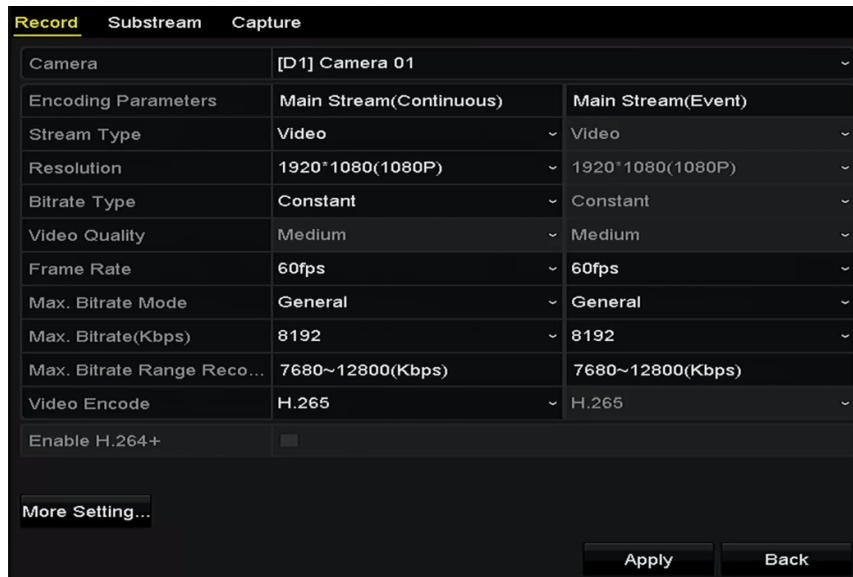 Record Substream Capture
Camera [D1] Camera 01
Encoding Parameters Main Stream(Continuous) Main Stream(Event)
Stream Type Video Video
Resolution 1920*1080(1080P) 1920*1080(1080P)
Bitrate Type Constant Constant
Video Quality Medium Medium
Frame Rate 60fps 60fps
Max. Bitrate Mode General General
Max. Bitrate(Kbps) 8192 8192
Max. Bitrate Range Reco... 7680~12800(Kbps) 7680~12800(Kbps)
Video Encode H.265 H.265
Enable H.264+
More Setting...
Apply Back